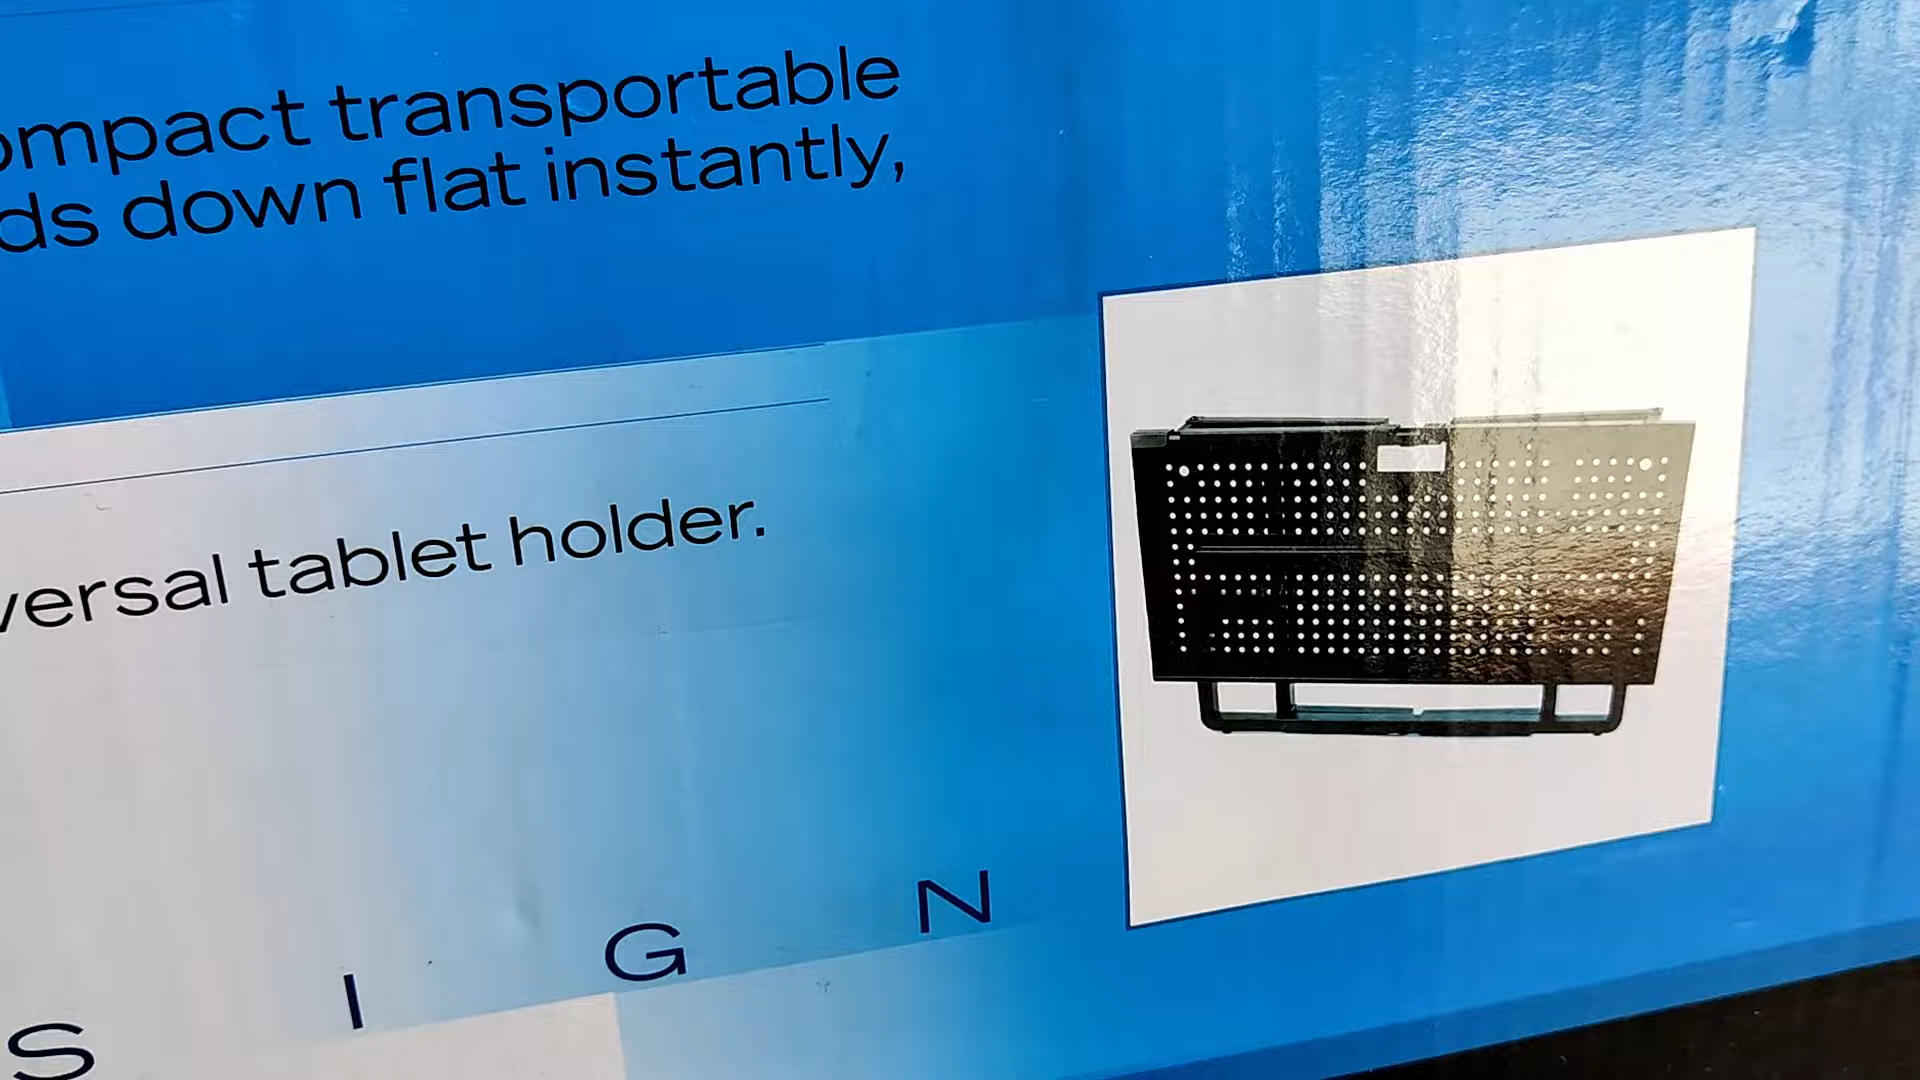 ompact transportable
ds down flat instantly,
versal tablet holder.
S I G N